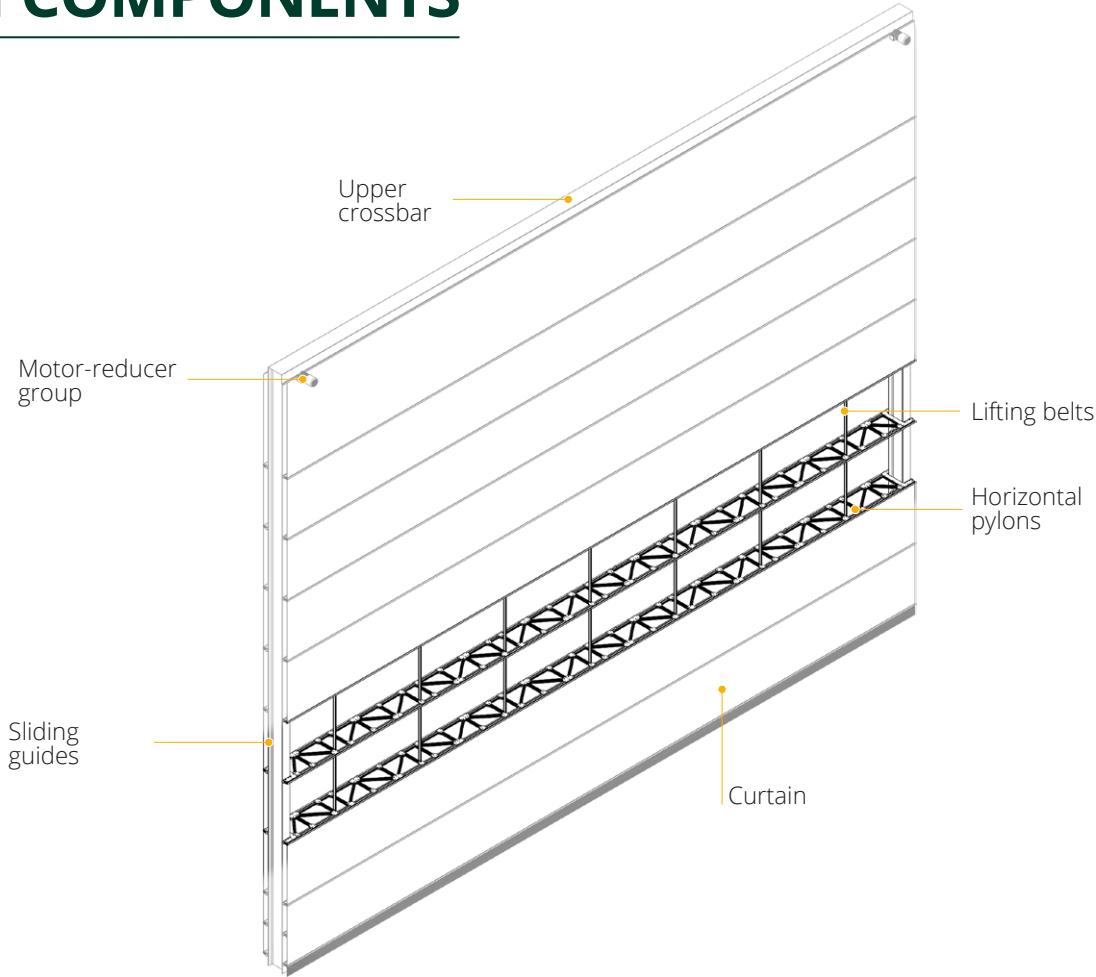 COMPONENTS
Upper
crossbar
Motor-reducer
group
Lifting belts
Horizontal
pylons
Sliding
guides
Curtain